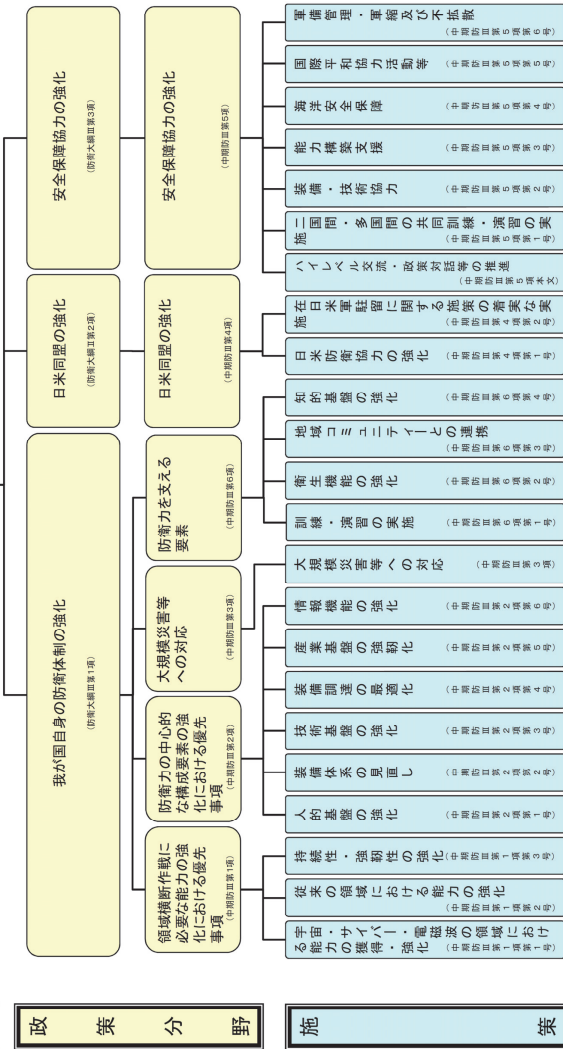 政策分野
我が国自身の防衛体制の強化
(防衛大綱Ⅲ第1項)
日米同盟の強化
(防衛大綱Ⅲ第2項)
安全保障協力の強化
(防衛大綱Ⅲ第3項)
領域横断作戦に
必要な能力の強
化における優先
事項
(中期防Ⅲ第1項)
防衛力の中心的
な構成要素の強
化における優先
事項
(中期防Ⅲ第2項)
大規模災害等
への対応
(中期防Ⅲ第3項)
防衛力を支える
要素
(中期防Ⅲ第6項)
日米同盟の強化
(中期防Ⅲ第4項)
安全保障協力の強化
(中期防Ⅲ第5項)
施策
宇宙・サイバー・電磁波の領域におけ
る能力の獲得・強化
(中期防Ⅲ第1項第1号)
従来の領域における能力の強化
(中期防Ⅲ第1項第2号)
持続性・強靭性の強化
(中期防Ⅲ第1項第3号)
人的基盤の強化
(中期防Ⅲ第2項第1号)
装備体系の見直し
(中期防Ⅲ第2項第2号)
技術基盤の強化
(中期防Ⅲ第2項第3号)
装備調達の最適化
(中期防Ⅲ第2項第4号)
産業基盤の強靭化
(中期防Ⅲ第2項第5号)
情報機能の強化
(中期防Ⅲ第2項第6号)
大規模災害等への対応
(中期防Ⅲ第3項)
訓練・演習の実施
(中期防Ⅲ第6項第1号)
衛生機能の強化
(中期防Ⅲ第6項第2号)
地域コミュニティーとの連携
(中期防Ⅲ第6項第3号)
知的基盤の強化
(中期防Ⅲ第6項第4号)
日米防衛協力の強化
(中期防Ⅲ第4項第1号)
在日米軍駐留に関する施策の着実な実
施
(中期防Ⅲ第4項第2号)
ハイレベル交流・政策対話等の推進
(中期防Ⅲ第5項本文)
二国間・多国間の共同訓練・演習の実
施
(中期防Ⅲ第5項第1号)
装備・技術協力
(中期防Ⅲ第5項第2号)
能力構築支援
(中期防Ⅲ第5項第3号)
海洋安全保障
(中期防Ⅲ第5項第4号)
国際平和協力活動等
(中期防Ⅲ第5項第5号)
軍備管理・軍縮及び不拡散
(中期防Ⅲ第5項第6号)